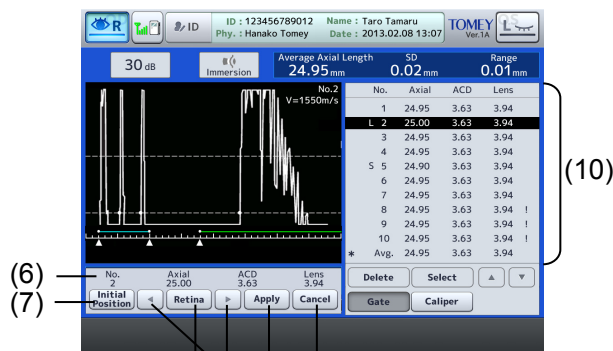 R
ID
ID : 123456789012 Name : Taro Tamaru
Phy. : Hanako Tomey Date : 2013.02.08 13:07
TOMEY
Ver.1A
30 dB
Immersion
Average Axial Length SD Range
24.95 mm 0.02 mm 0.01 mm
No.2
V=1550m/s
No. Axial ACD Lens
1 24.95 3.63 3.94
L 2 25.00 3.63 3.94
3 24.95 3.63 3.94
4 24.95 3.63 3.94
S 5 24.90 3.63 3.94
6 24.95 3.63 3.94
7 24.95 3.63 3.94
8 24.95 3.63 3.94 !
9 24.95 3.63 3.94 !
10 24.95 3.63 3.94 !
* Avg. 24.95 3.63 3.94
(10)
(6)
No. Axial ACD Lens
2 25.00 3.63 3.94
(7)
Initial Position
Retina
Apply
Cancel
Delete Select
Gate Caliper